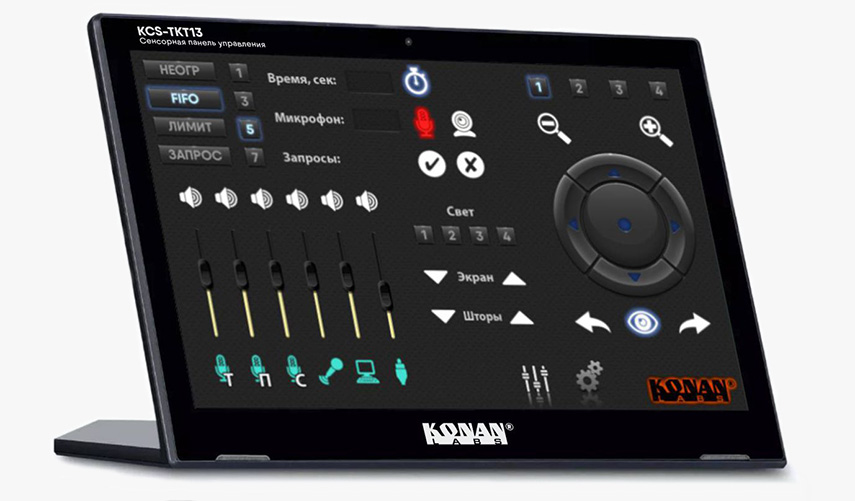 KCS-TKT13
Сенсорная панель управления
НЕОГР 1
FIFO 3
ЛИМИТ 5
ЗАПРОС 7
Время, сек:
Микрофон:
Запросы:
1 2 3 4
Свет
1 2 3 4
Экран
Шторы
Т П С
KONAN®
LABS
KONAN®
LABS